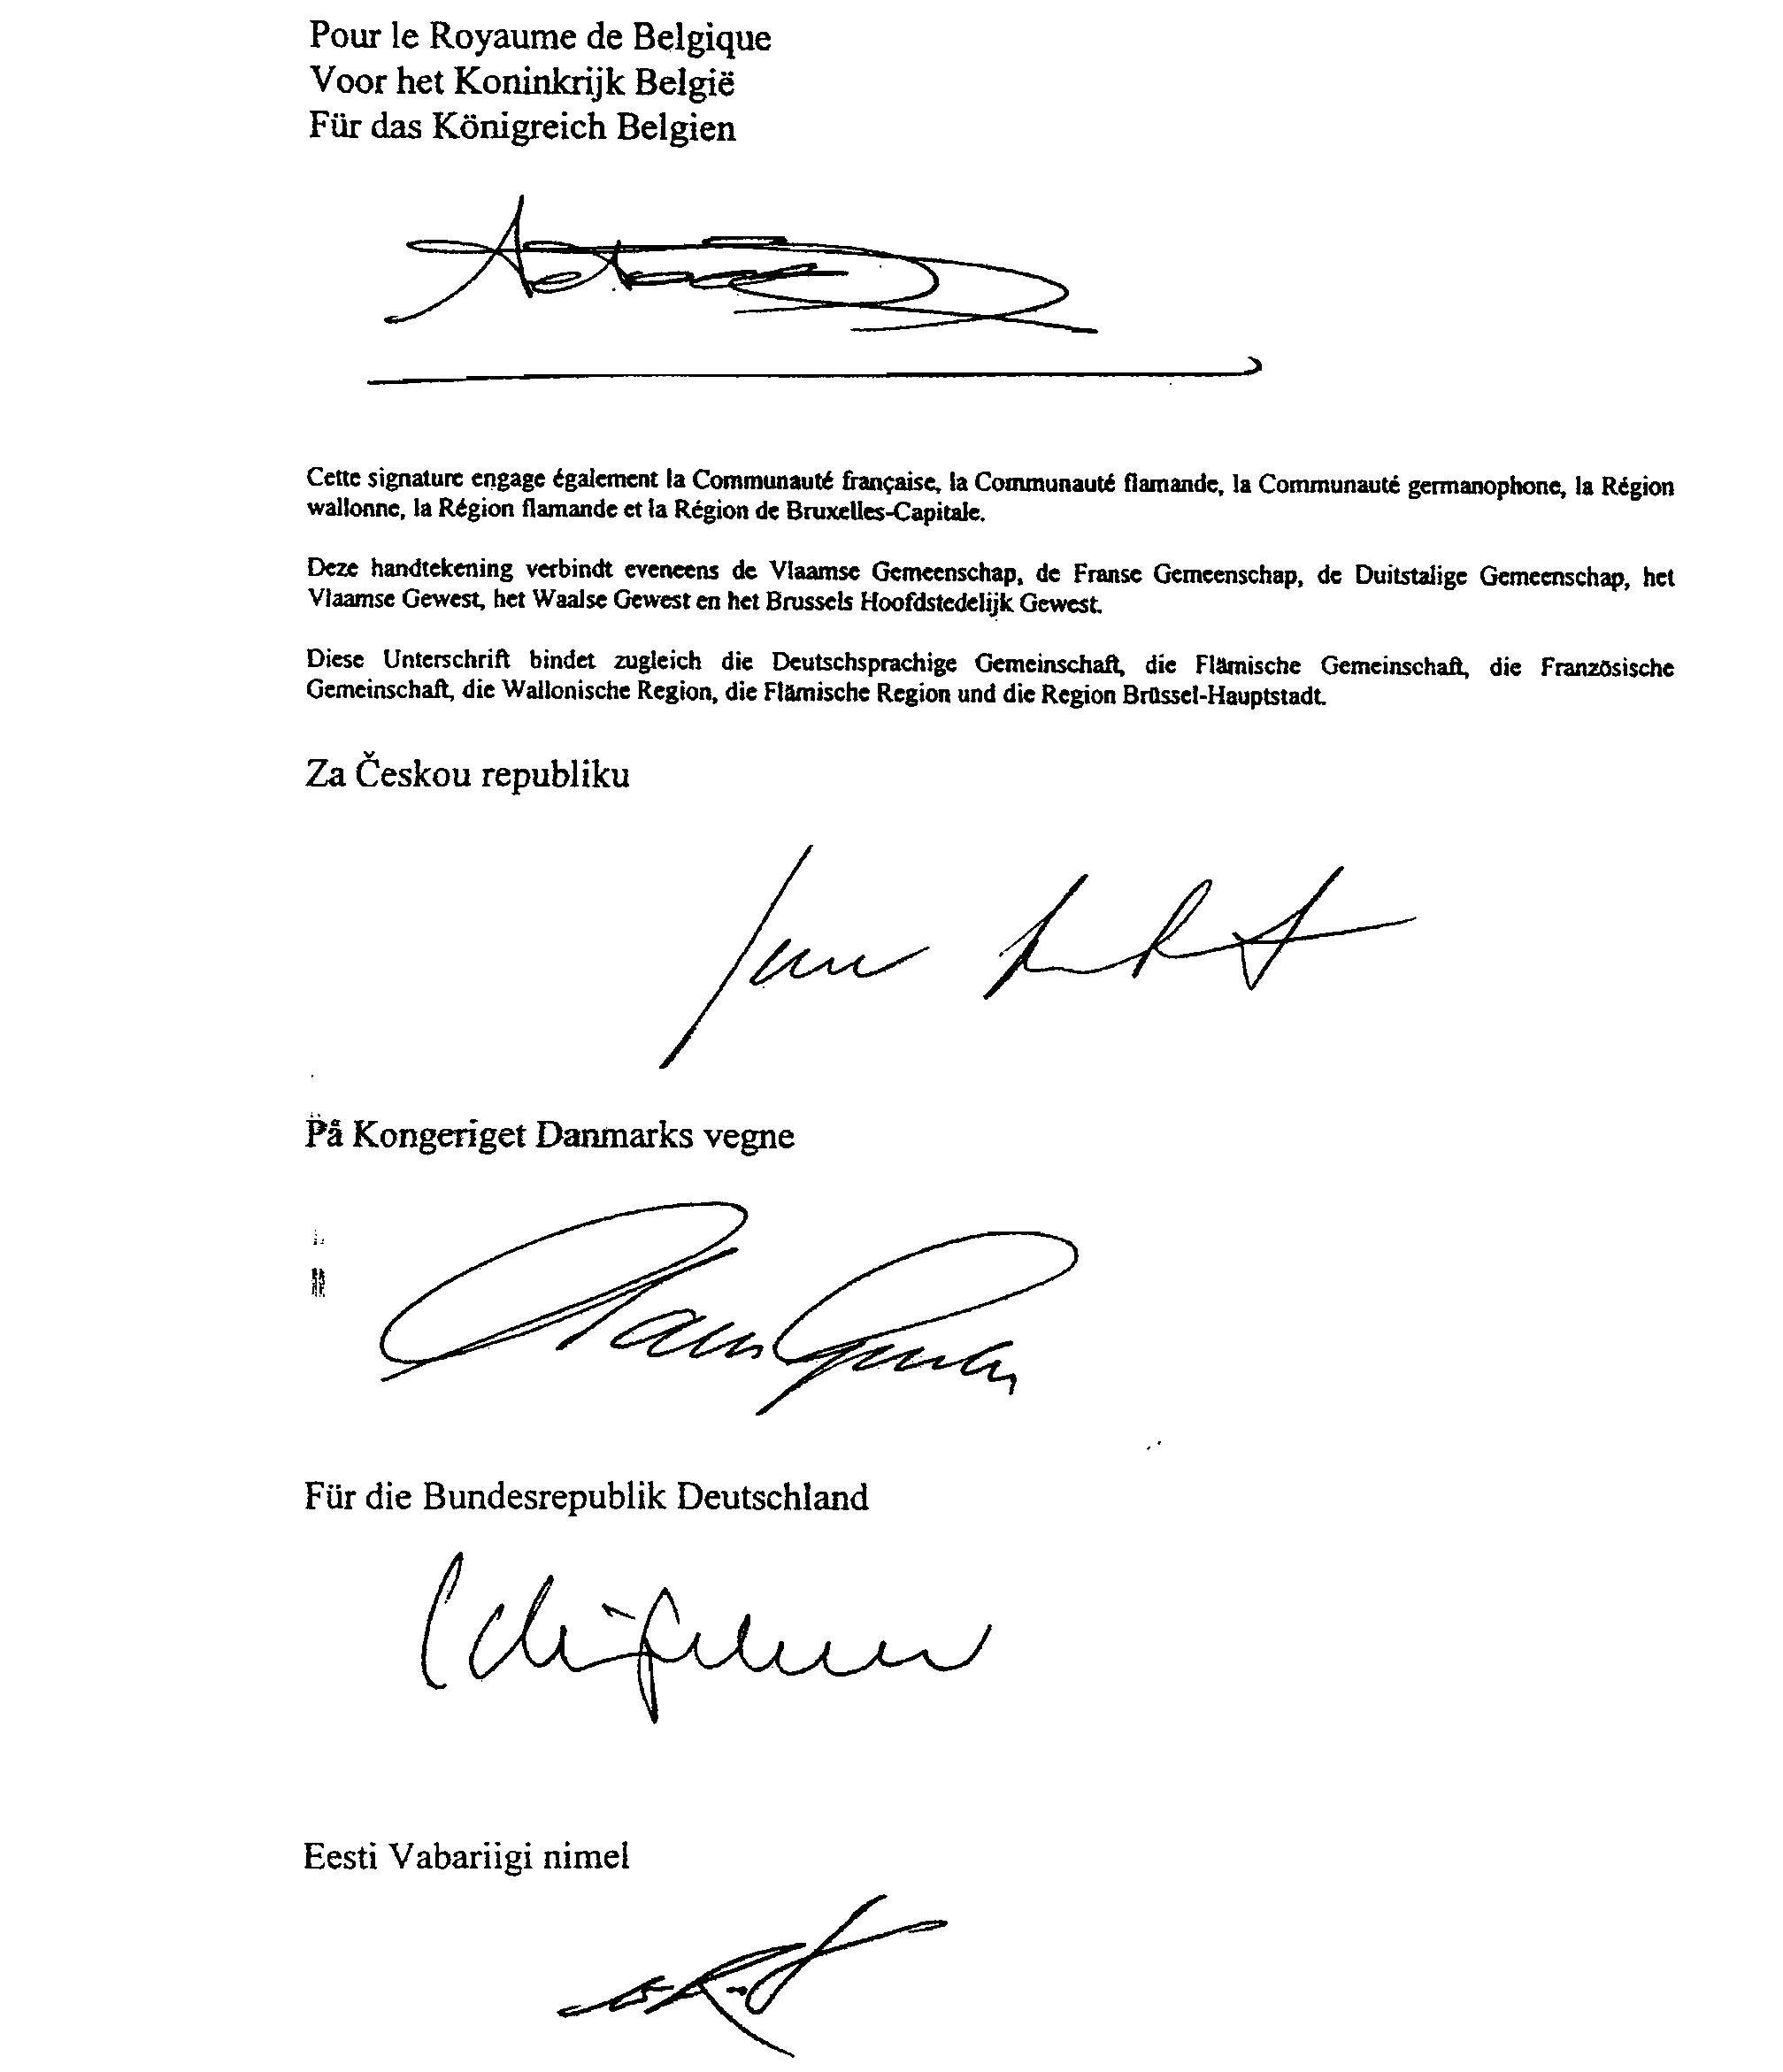 Pour le Royaume de Belgique
Voor het Koninkrijk België
Für das Königreich Belgien
Cette signature engage également la Communauté française, la Communauté flamande, la Communauté germanophone, la Région
wallonne, la Région flamande et la Région de Bruxelles-Capitale.
Deze handtekening verbindt eveneens de Vlaamse Gemeenschap, de Franse Gemeenschap, de Duitstalige Gemeenschap, het
Vlaamse Gewest, het Waalse Gewest en het Brussels Hoofdstedelijk Gewest.
Diese Unterschrift bindet zugleich die Deutschsprachige Gemeinschaft, die Flämische Gemeinschaft, die Französische
Gemeinschaft, die Wallonische Region, die Flämische Region und die Region Brüssel-Hauptstadt.
Za Českou republiku
På Kongeriget Danmarks vegne
Für die Bundesrepublik Deutschland
Eesti Vabariigi nimel